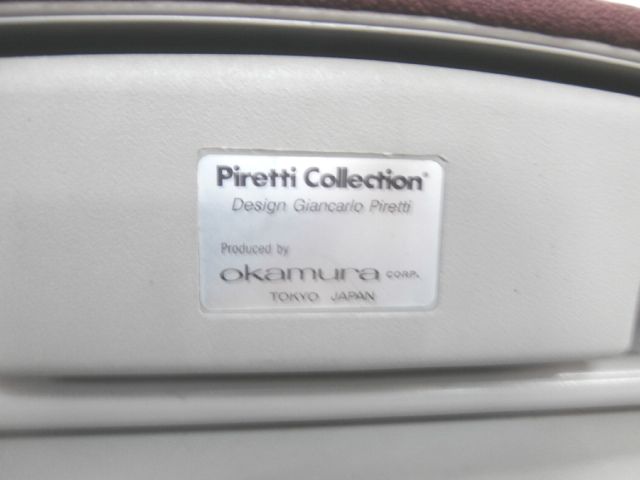 Piretti Collection®
Design Giancarlo Piretti
Produced by
okamura CORP.
TOKYO JAPAN